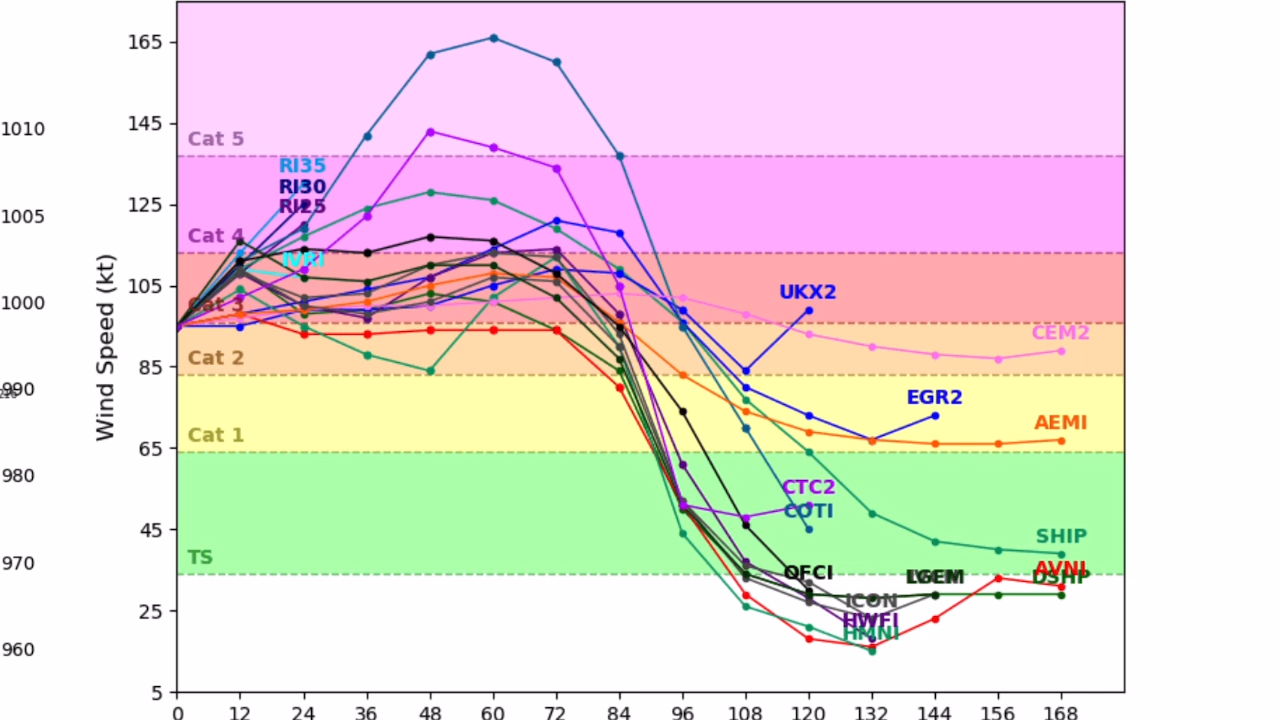 165
145
125
105
85
65
45
25
5
Wind Speed (kt)
1010
1005
1000
990
980
970
960
Cat 5
Cat 4
Cat 3
Cat 2
Cat 1
TS
RI35
RI30
RI25
IVRI
UKX2
CEM2
EGR2
AEMI
CTC2
COTI
SHIP
OFCI
LGEM
AVNI
DSHP
ICON
HWFI
HMNI
0 12 24 36 48 60 72 84 96 108 120 132 144 156 168